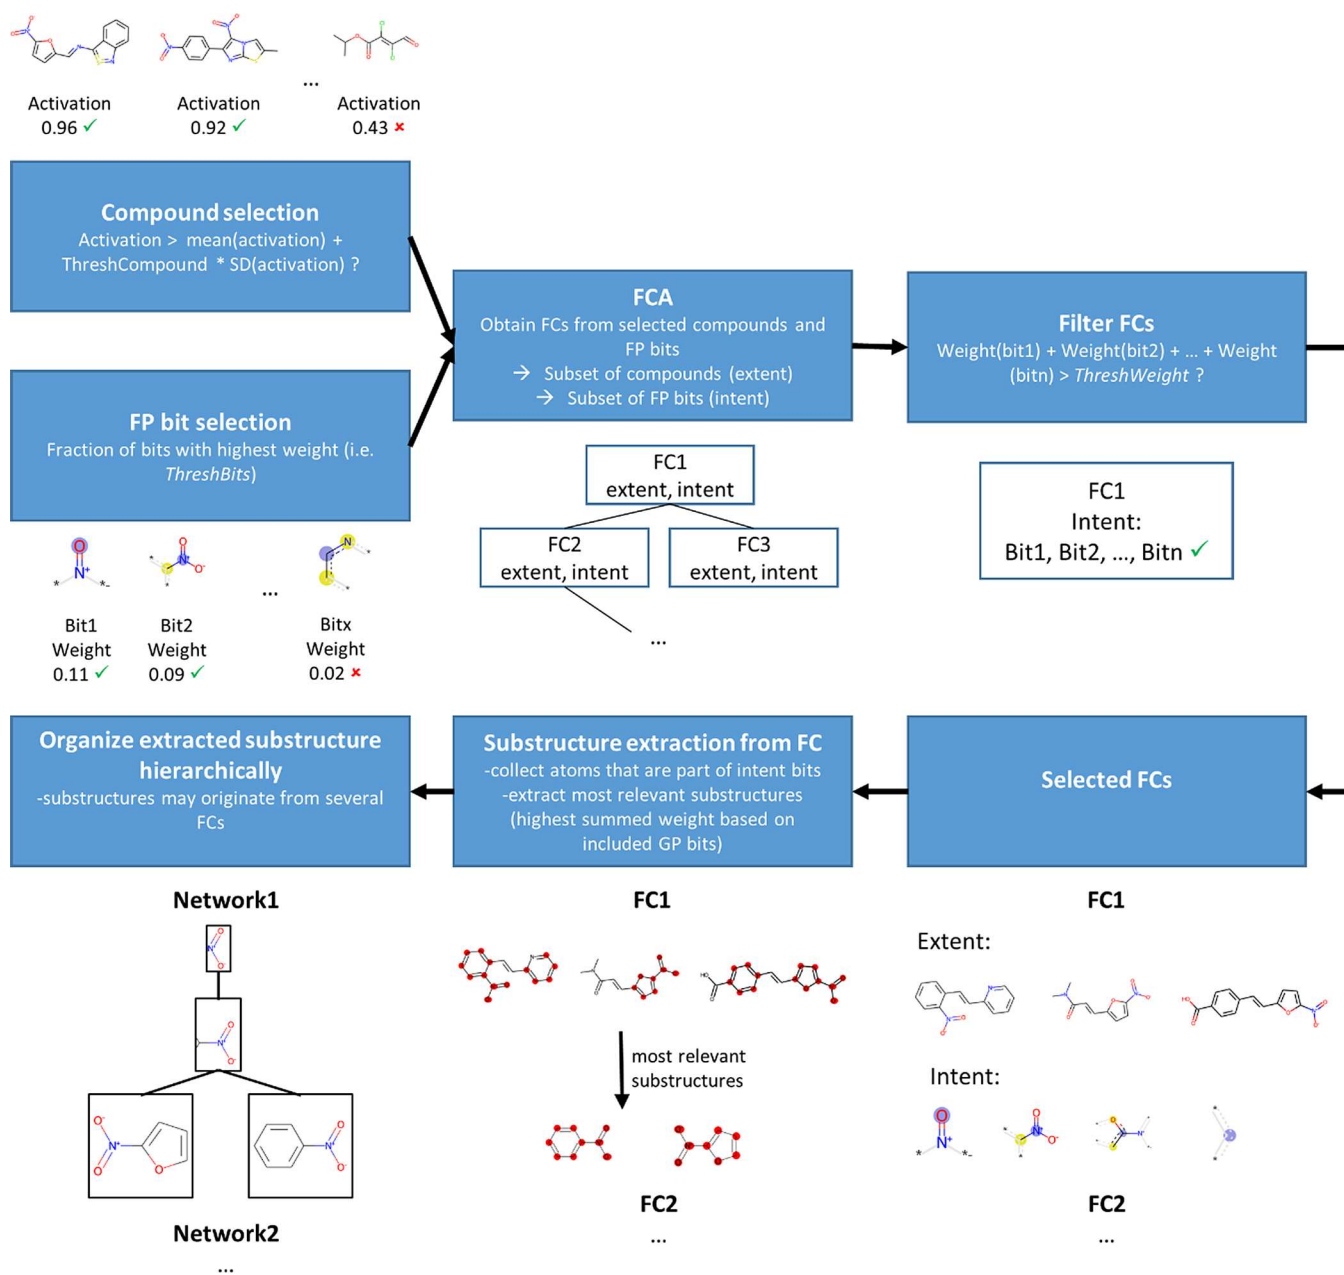 Activation
0.96 ✓
Activation
0.92 ✓
...
Activation
0.43 ✘
Compound selection
Activation > mean(activation) +
ThreshCompound * SD(activation) ?
FP bit selection
Fraction of bits with highest weight (i.e.
ThreshBits)
Bit1
Weight
0.11 ✓
Bit2
Weight
0.09 ✓
...
Bitx
Weight
0.02 ✘
FCA
Obtain FCs from selected compounds and
FP bits
→ Subset of compounds (extent)
→ Subset of FP bits (intent)
FC1
extent, intent
FC2
extent, intent
FC3
extent, intent
...
Filter FCs
Weight(bit1) + Weight(bit2) + ... + Weight
(bitn) > ThreshWeight ?
FC1
Intent:
Bit1, Bit2, ..., Bitn ✓
Organize extracted substructure
hierarchically
-substructures may originate from several
FCs
Network1
Network2
...
Substructure extraction from FC
-collect atoms that are part of intent bits
-extract most relevant substructures
(highest summed weight based on
included GP bits)
FC1
most relevant
substructures
FC2
...
Selected FCs
FC1
Extent:
Intent:
FC2
...